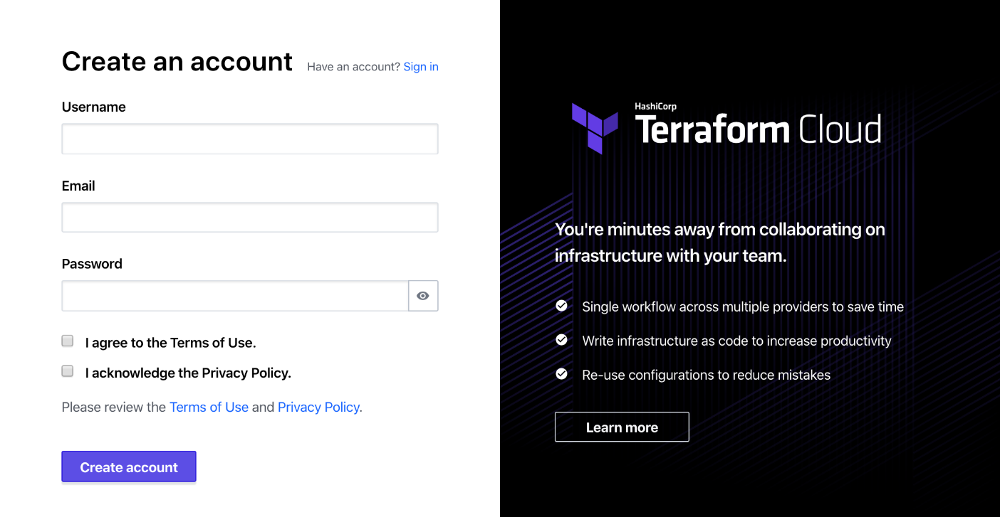 Create an account
Have an account? Sign in
Username
Email
Password
I agree to the Terms of Use.
I acknowledge the Privacy Policy.
Please review the Terms of Use and Privacy Policy.
Create account
HashiCorp
Terraform Cloud
You're minutes away from collaborating on
infrastructure with your team.
Single workflow across multiple providers to save time
Write infrastructure as code to increase productivity
Re-use configurations to reduce mistakes
Learn more